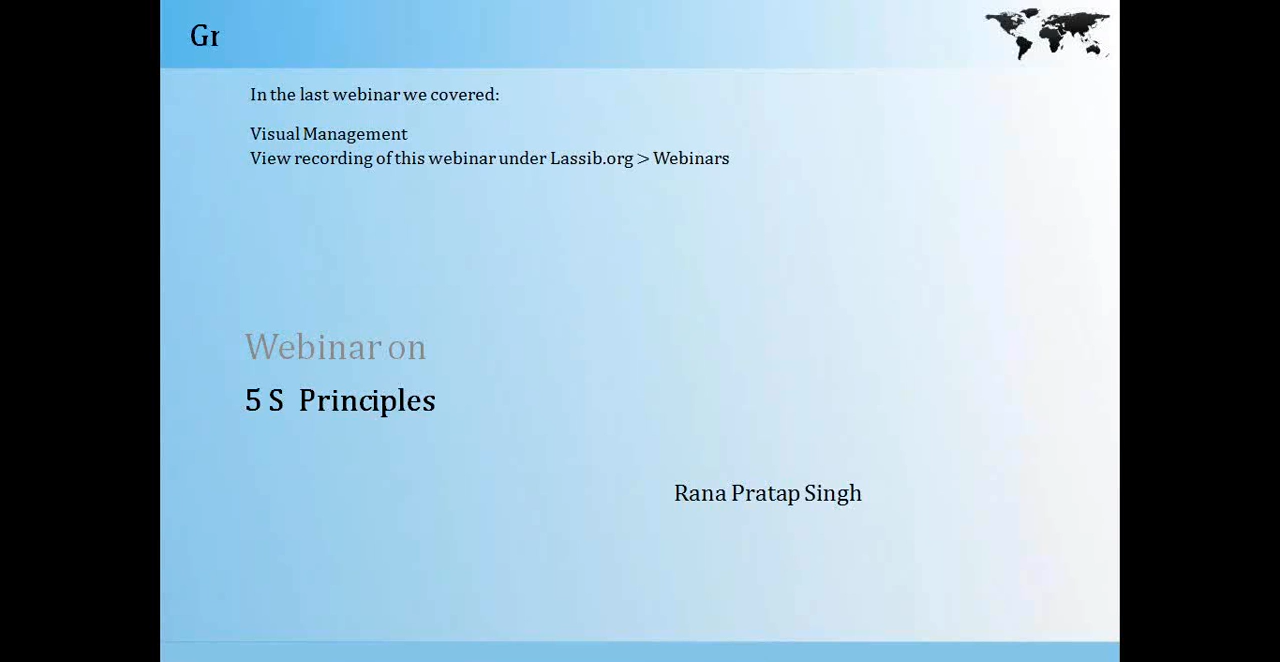 Gr
In the last webinar we covered:
Visual Management
View recording of this webinar under Lassib.org > Webinars
Webinar on
5 S Principles
Rana Pratap Singh